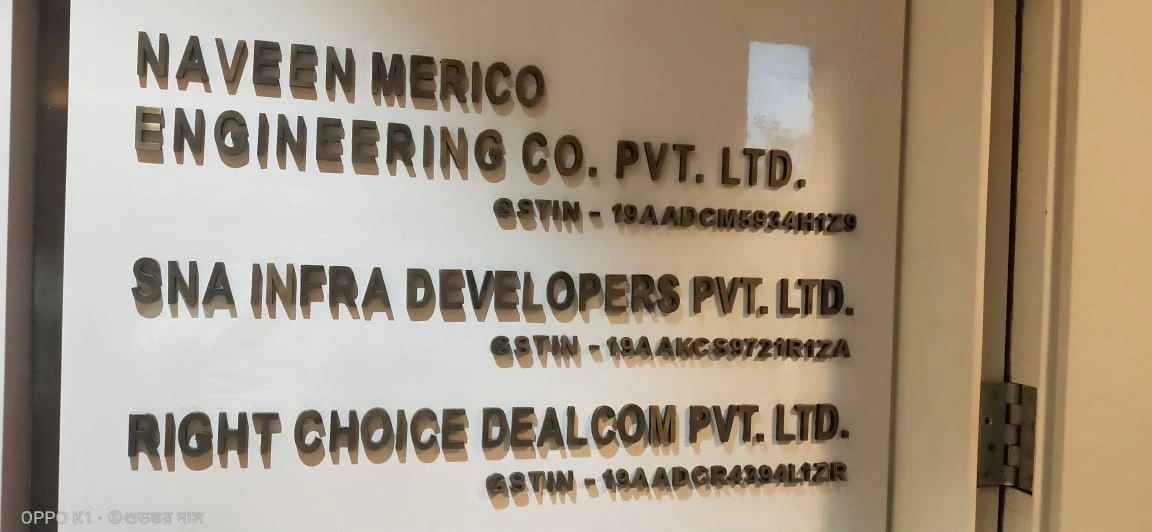 NAVEEN MERICO
ENGINEERING CO. PVT. LTD.
GSTIN - 19AADCM5934H1Z9
SNA INFRA DEVELOPERS PVT. LTD.
GSTIN - 19AAKCS9721R1ZA
RIGHT CHOICE DEALCOM PVT. LTD.
GSTIN - 19AADCR4394L1ZR
OPPO K1 · ©শুভঙ্কর দাস